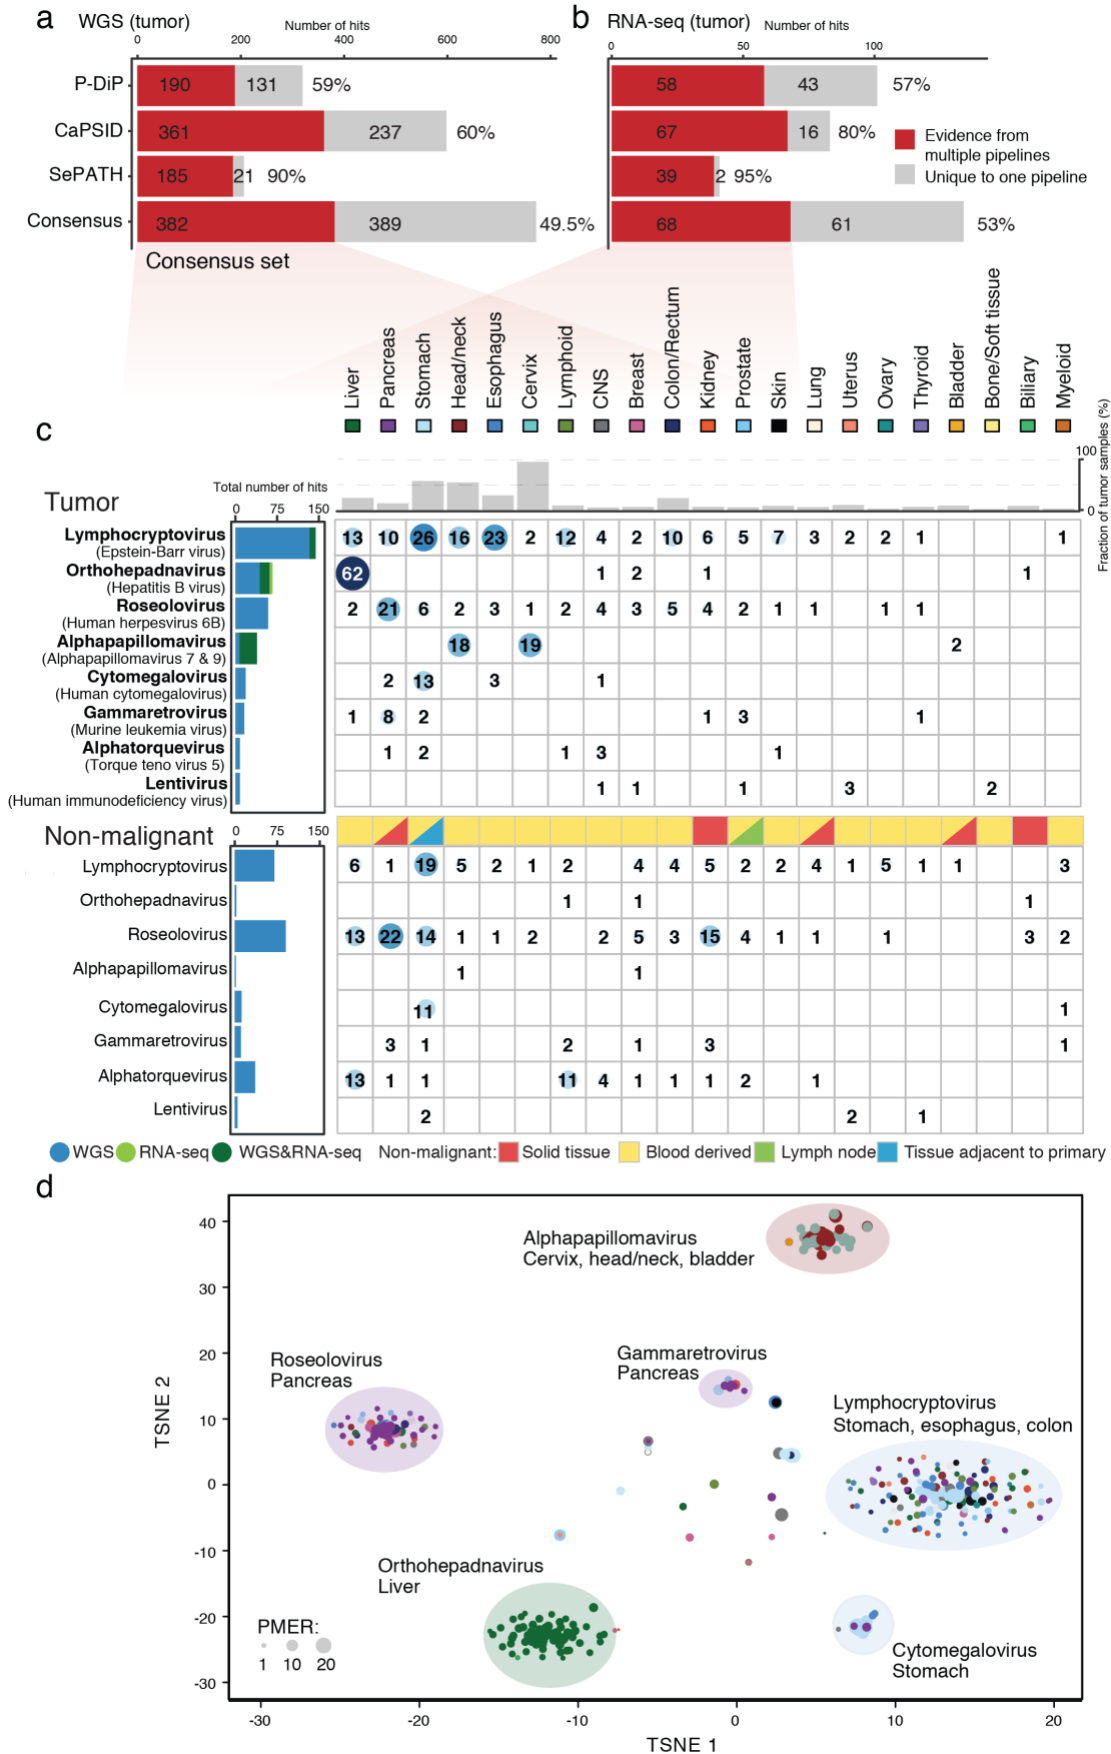 a WGS (tumor)
Number of hits
0 200 400 600 800
P-DiP 190 131 59%
CaPSID 361 237 60%
SePATH 185 21 90%
Consensus 382 389 49.5%
Consensus set
b RNA-seq (tumor)
Number of hits
0 50 100
58 43 57%
67 16 80%
39 2 95%
68 61 53%
Evidence from
multiple pipelines
Unique to one pipeline
c
Liver
Pancreas
Stomach
Head/neck
Esophagus
Cervix
Lymphoid
CNS
Breast
Colon/Rectum
Kidney
Prostate
Skin
Lung
Uterus
Ovary
Thyroid
Bladder
Bone/Soft tissue
Biliary
Myeloid
100
0
Fraction of tumor samples (%)
Tumor
Total number of hits
0 75 150
Lymphocryptovirus 13 10 26 16 23 2 12 4 2 10 6 5 7 3 2 2 1 1
(Epstein-Barr virus)
Orthohepadnavirus 62 1 2 1 1
(Hepatitis B virus)
Roseolovirus 2 21 6 2 3 1 2 4 3 5 4 2 1 1 1 1
(Human herpesvirus 6B)
Alphapapillomavirus 18 19 2
(Alphapapillomavirus 7 & 9)
Cytomegalovirus 2 13 3 1
(Human cytomegalovirus)
Gammaretrovirus 1 8 2 1 3 1
(Murine leukemia virus)
Alphatorquevirus 1 2 1 3 1
(Torque teno virus 5)
Lentivirus 1 1 1 3 2
(Human immunodeficiency virus)
Non-malignant 0 75 150
Lymphocryptovirus 6 1 19 5 2 1 2 4 4 5 2 2 4 1 5 1 1 3
Orthohepadnavirus 1 1 1
Roseolovirus 13 22 14 1 1 2 2 5 3 15 4 1 1 1 3 2
Alphapapillomavirus 1 1
Cytomegalovirus 11 1
Gammaretrovirus 3 1 2 1 3 1
Alphatorquevirus 13 1 1 11 4 1 1 1 2 1
Lentivirus 2 2 1
WGS RNA-seq WGS&RNA-seq Non-malignant: Solid tissue Blood derived Lymph node Tissue adjacent to primary
d
TSNE 2
40
30
20
10
0
-10
-20
-30
Alphapapillomavirus
Cervix, head/neck, bladder
Roseolovirus
Pancreas
Gammaretrovirus
Pancreas
Lymphocryptovirus
Stomach, esophagus, colon
Orthohepadnavirus
Liver
Cytomegalovirus
Stomach
PMER:
1 10 20
-30 -20 -10 0 10 20
TSNE 1